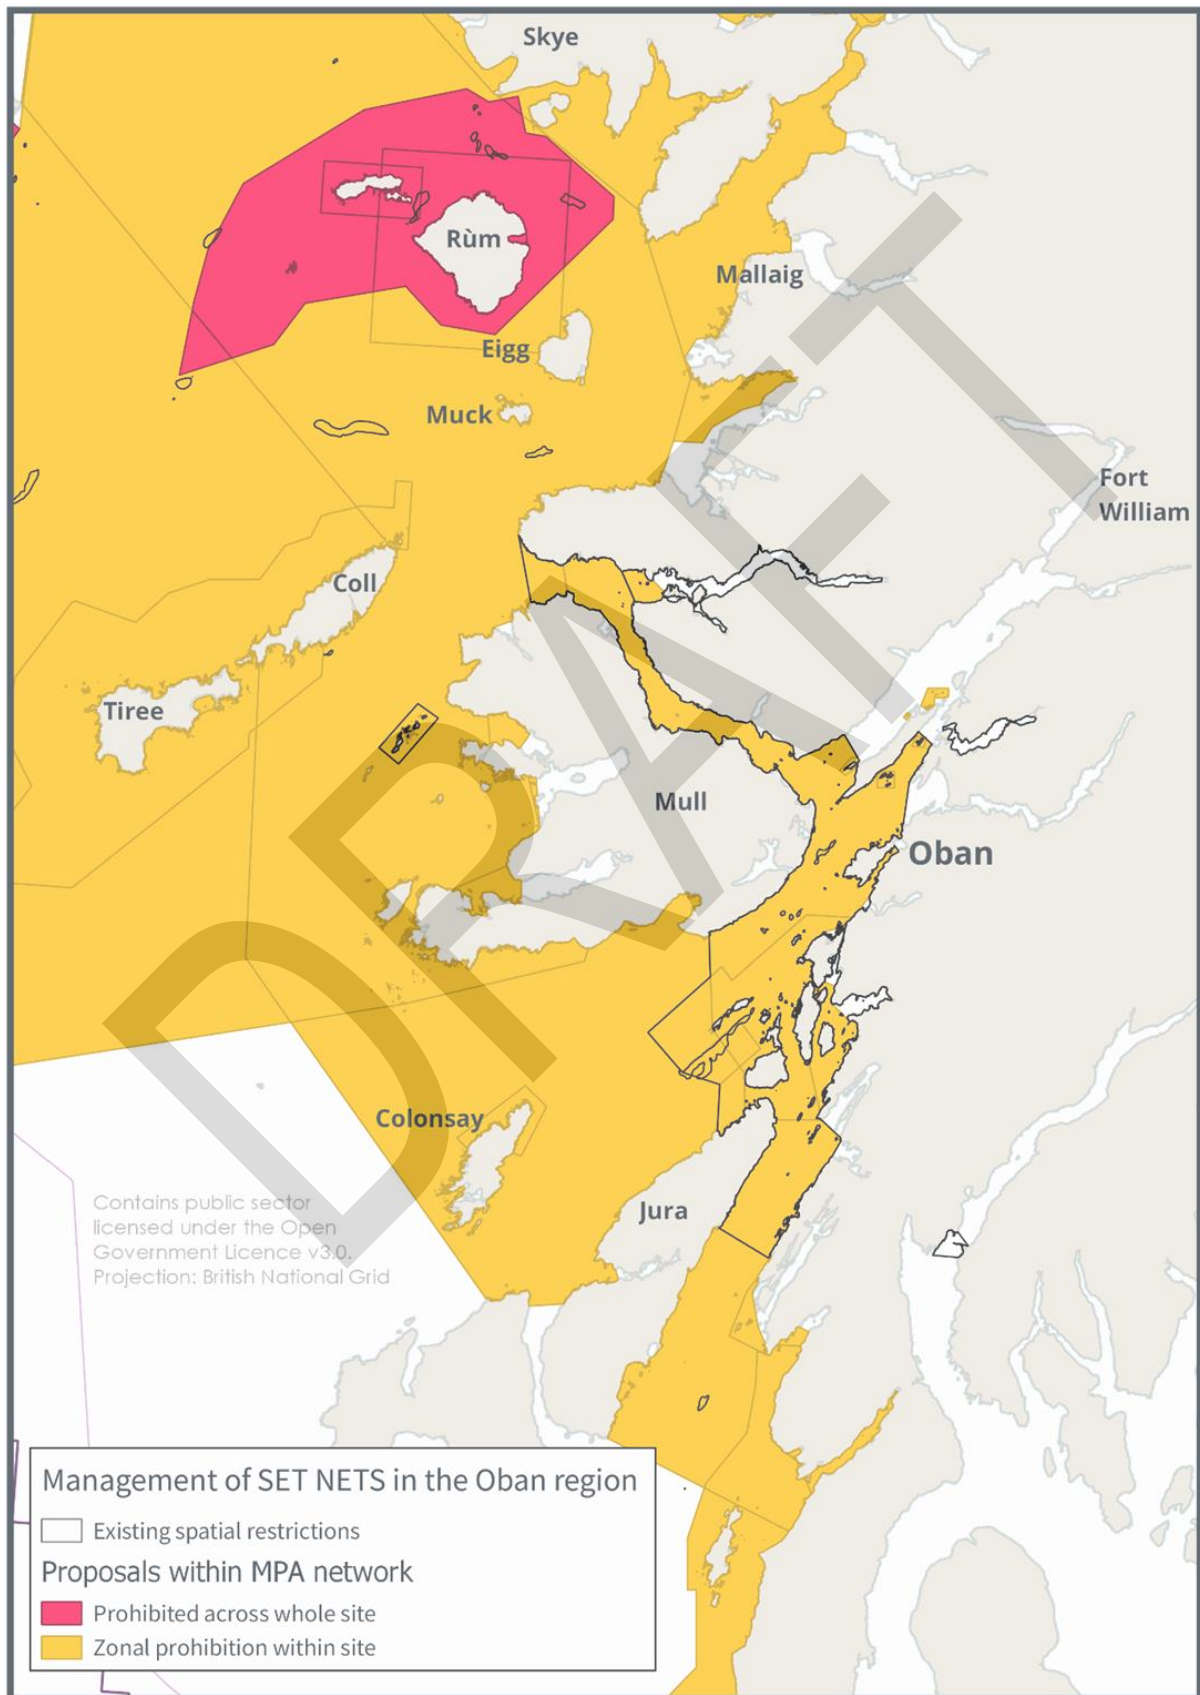 Skye
Rùm
Mallaig
Eigg
Muck
Fort
William
Coll
Tiree
Mull
Oban
DRAFT
Colonsay
Jura
Contains public sector
licensed under the Open
Government Licence v3.0.
Projection: British National Grid
Management of SET NETS in the Oban region
Existing spatial restrictions
Proposals within MPA network
Prohibited across whole site
Zonal prohibition within site